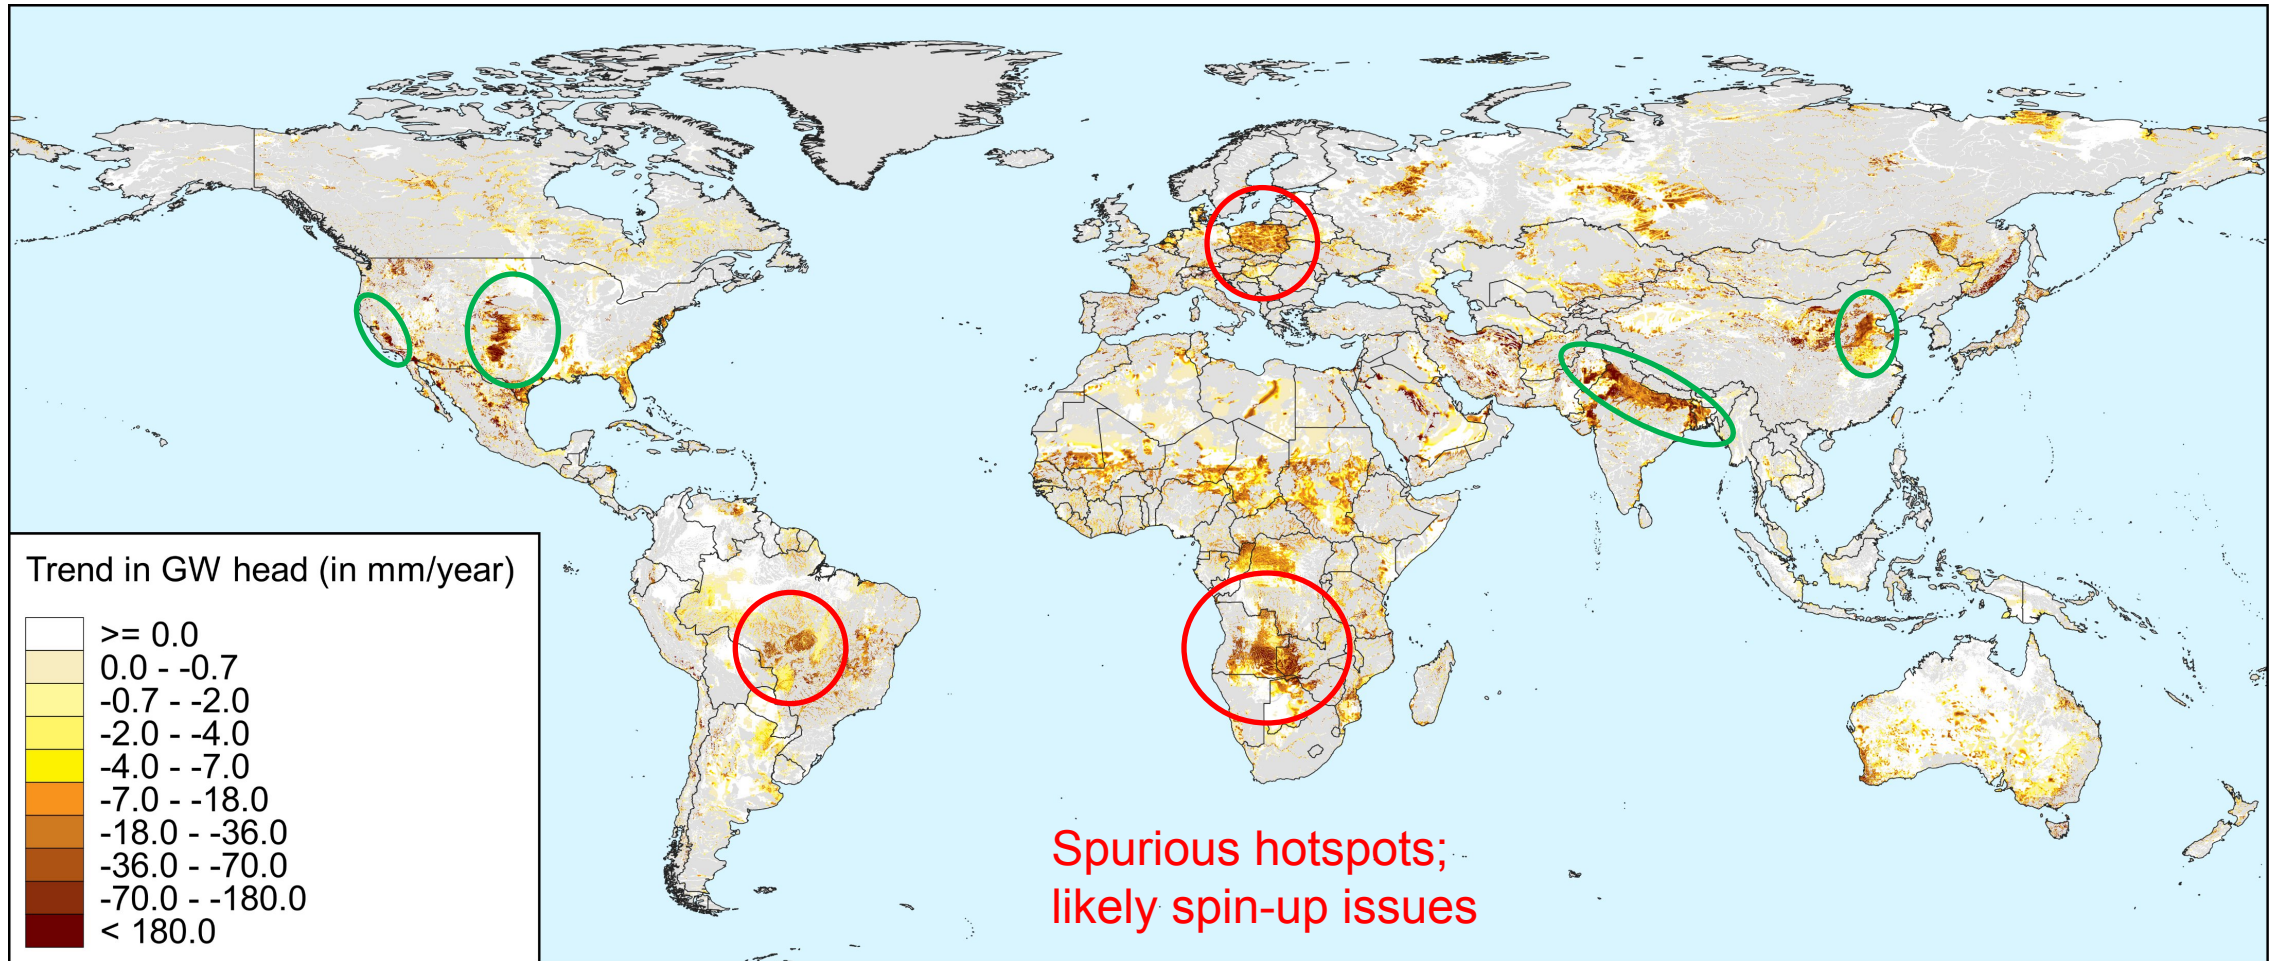 Trend in GW head (in mm/year)
>= 0.0
0.0 - -0.7
-0.7 - -2.0
-2.0 - -4.0
-4.0 - -7.0
-7.0 - -18.0
-18.0 - -36.0
-36.0 - -70.0
-70.0 - -180.0
< 180.0
Spurious hotspots;
likely spin-up issues